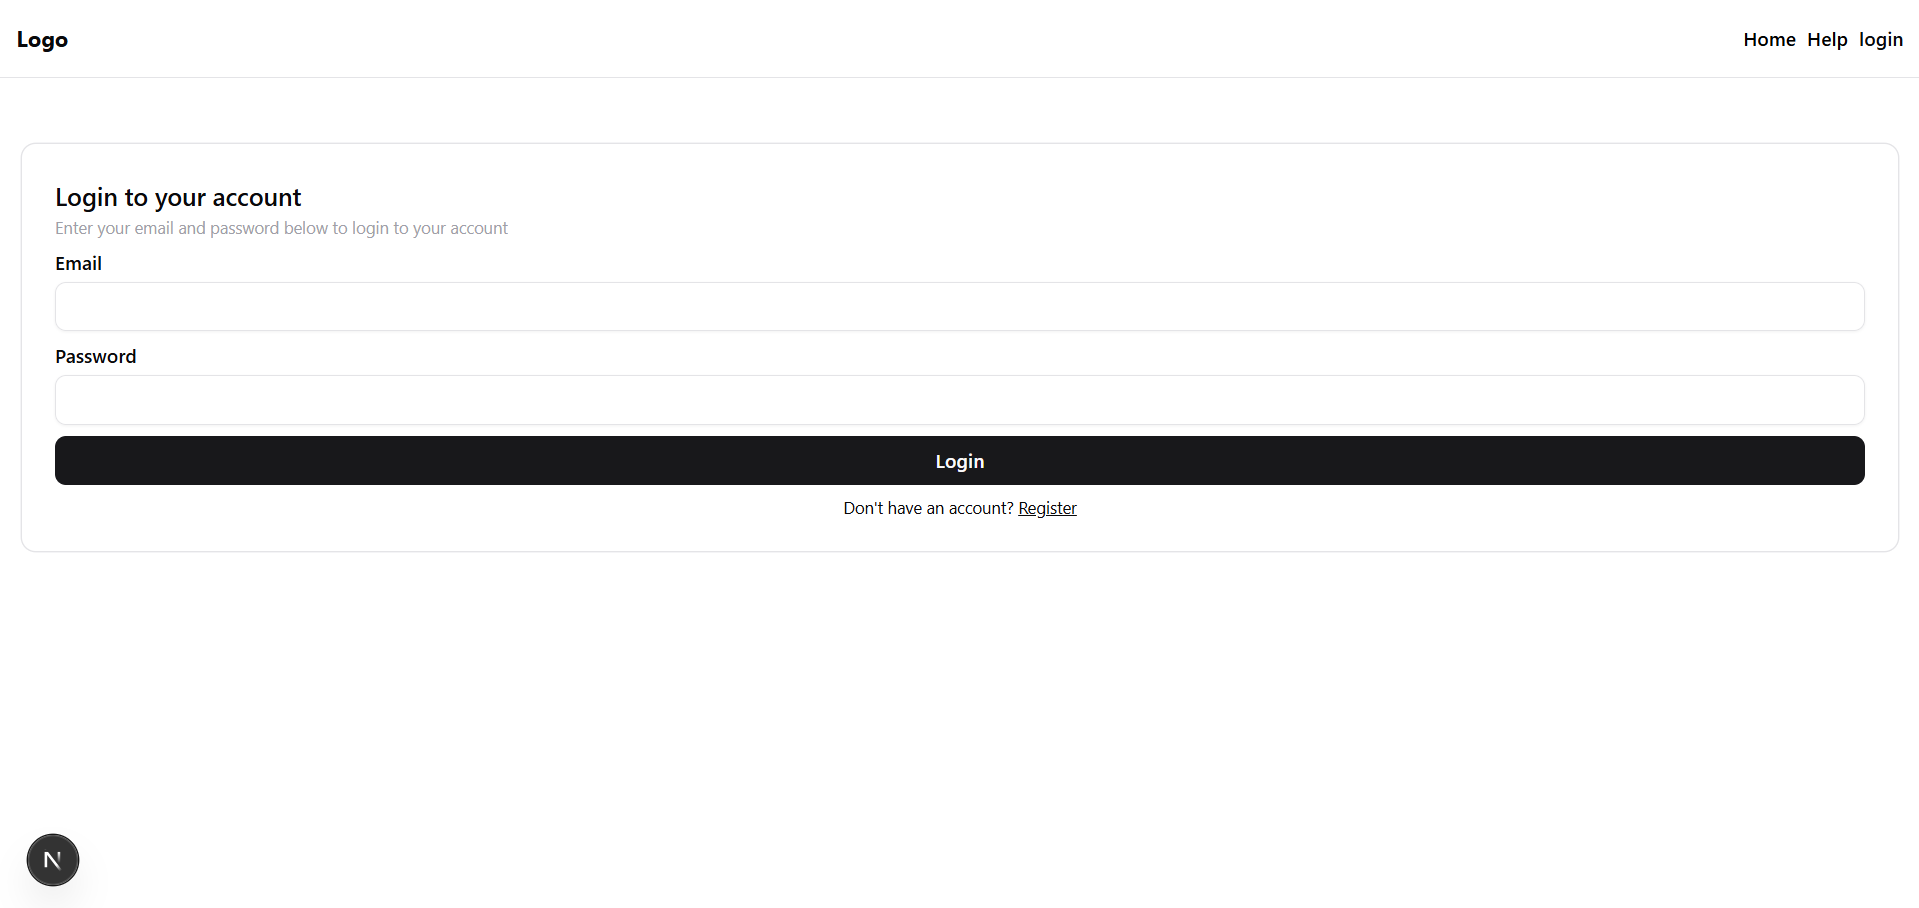 Logo
Home Help login
Login to your account
Enter your email and password below to login to your account
Email
Password
Login
Don't have an account? Register
N